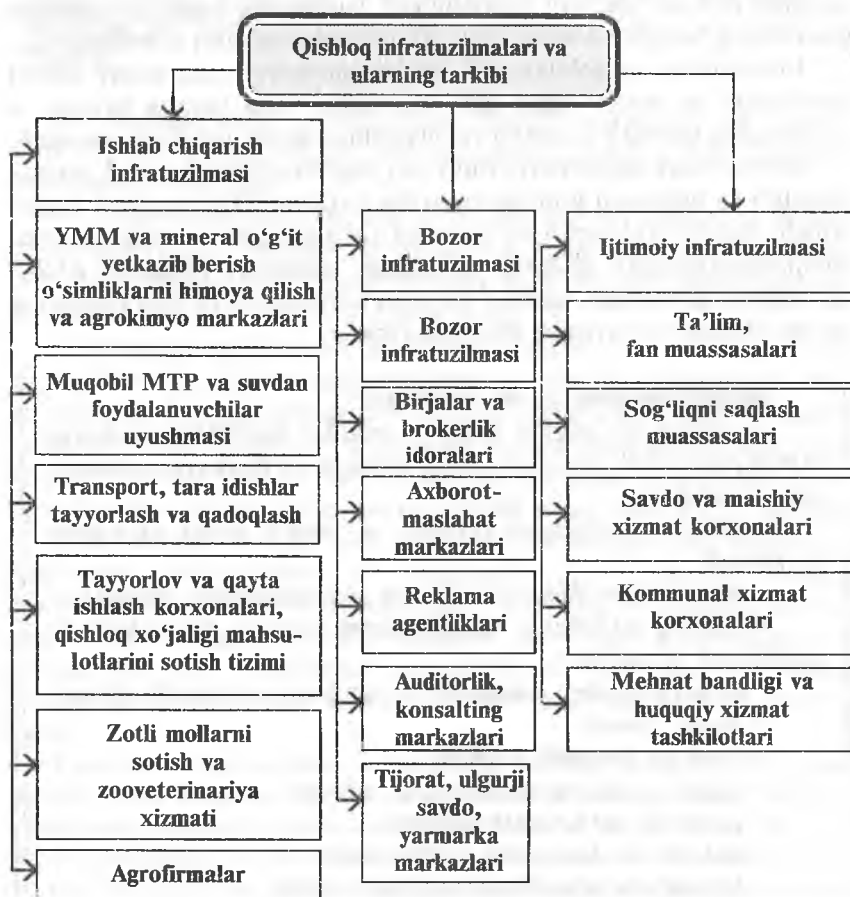 Qishloq infratuzilmalari va
ularning tarkibi
Ishlab chiqarish
infratuzilmasi
YMM va mineral o‘g‘it
yetkazib berish
o‘simliklarni himoya qilish
va agrokimyo markazlari
Muqobil MTP va suvdan
foydalanuvchilar
uyushmasi
Transport, tara idishlar
tayyorlash va qadoqlash
Tayyorlov va qayta
ishlash korxonalari,
qishloq xo‘jaligi mahsu-
lotlarini sotish tizimi
Zotli mollarni
sotish va
zooveterinariya
xizmati
Agrofirmalar
Bozor
infratuzilmasi
Bozor
infratuzilmasi
Birjalar va
brokerlik
idoralari
Axborot-
maslahat
markazlari
Reklama
agentliklari
Auditorlik,
konsalting
markazlari
Tijorat, ulgurji
savdo,
yarmarka
markazlari
Ijtimoiy infratuzilmasi
Ta’lim,
fan muassasalari
Sog‘liqni saqlash
muassasalari
Savdo va maishiy
xizmat korxonalari
Kommunal xizmat
korxonalari
Mehnat bandligi va
huquqiy xizmat
tashkilotlari